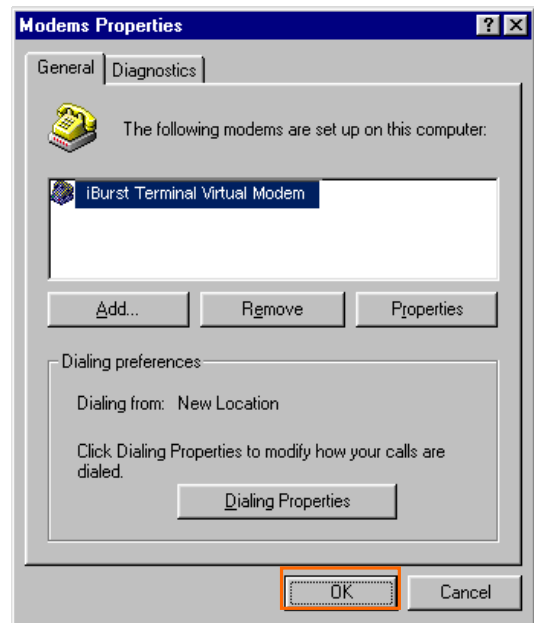 Modems Properties
General Diagnostics
The following modems are set up on this computer:
iBurst Terminal Virtual Modem
Add... Remove Properties
Dialing preferences
Dialing from: New Location
Click Dialing Properties to modify how your calls are
dialed.
Dialing Properties
OK Cancel